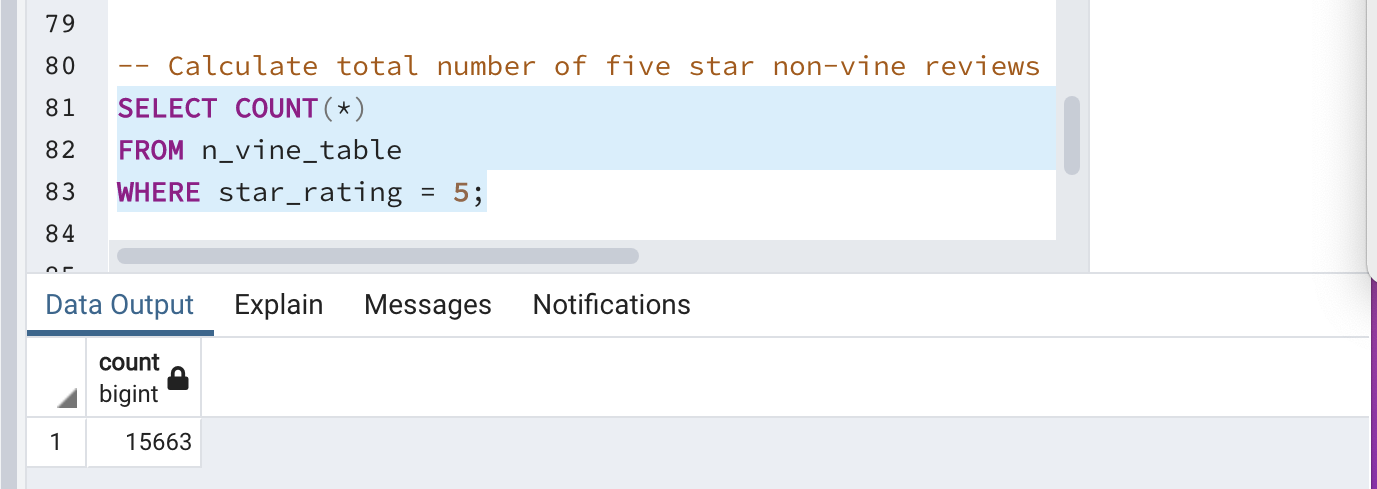 79
80 -- Calculate total number of five star non-vine reviews
81 SELECT COUNT(*)
82 FROM n_vine_table
83 WHERE star_rating = 5;
84
Data Output Explain Messages Notifications
count
bigint
1 15663